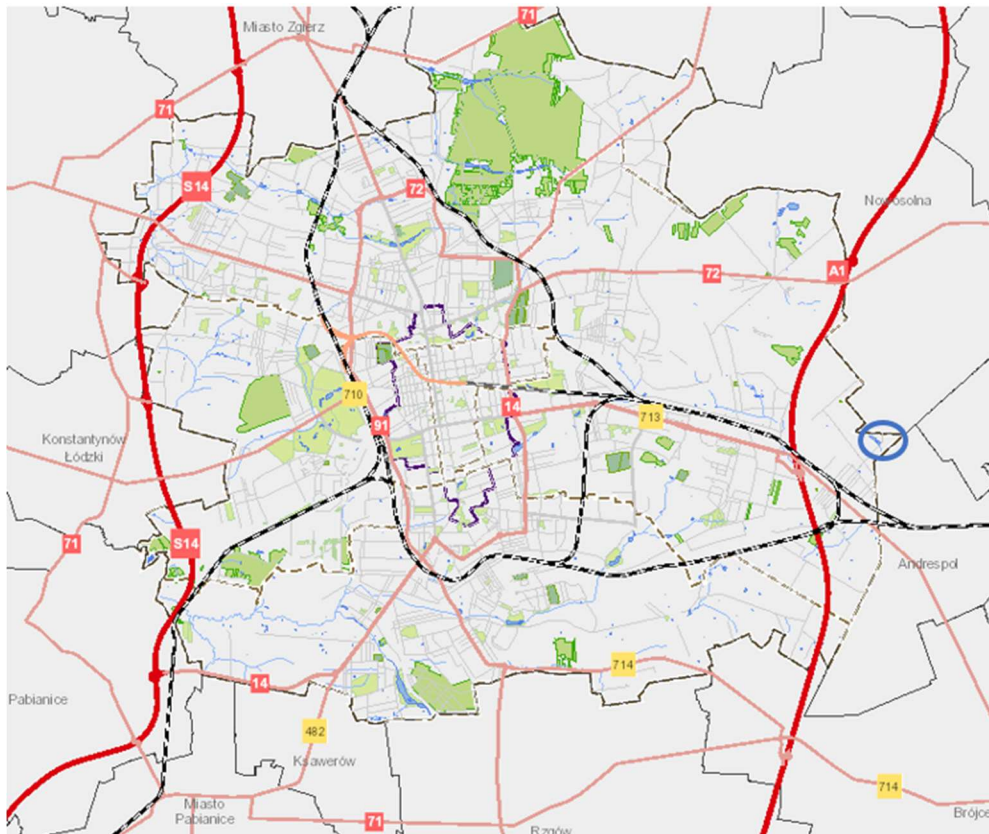 71
Miasto Zgierz
71
S14
72
Nowosolna
72
A1
710
14
713
91
Konstantynów
Łódzki
71
S14
Andrespol
14
714
Pabianice
482
Ksawerów
714
Miasto
Pabianice
71
Rzgów